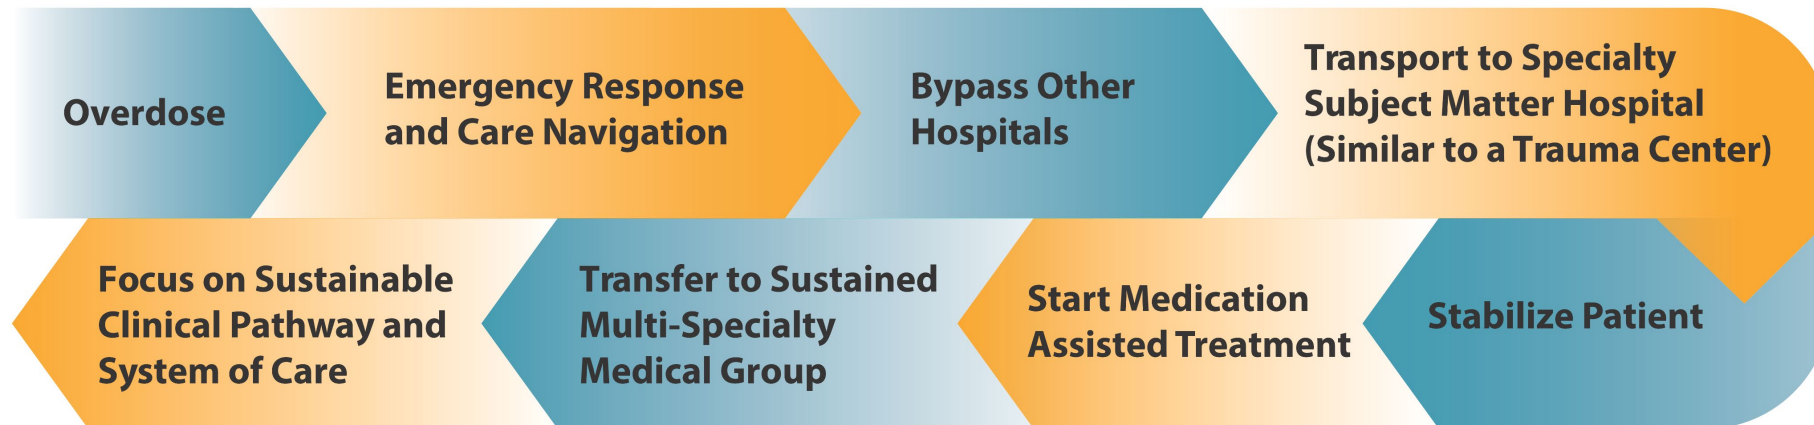 Overdose
Emergency Response
and Care Navigation
Bypass Other
Hospitals
Transport to Specialty
Subject Matter Hospital
(Similar to a Trauma Center)
Stabilize Patient
Start Medication
Assisted Treatment
Transfer to Sustained
Multi-Specialty
Medical Group
Focus on Sustainable
Clinical Pathway and
System of Care